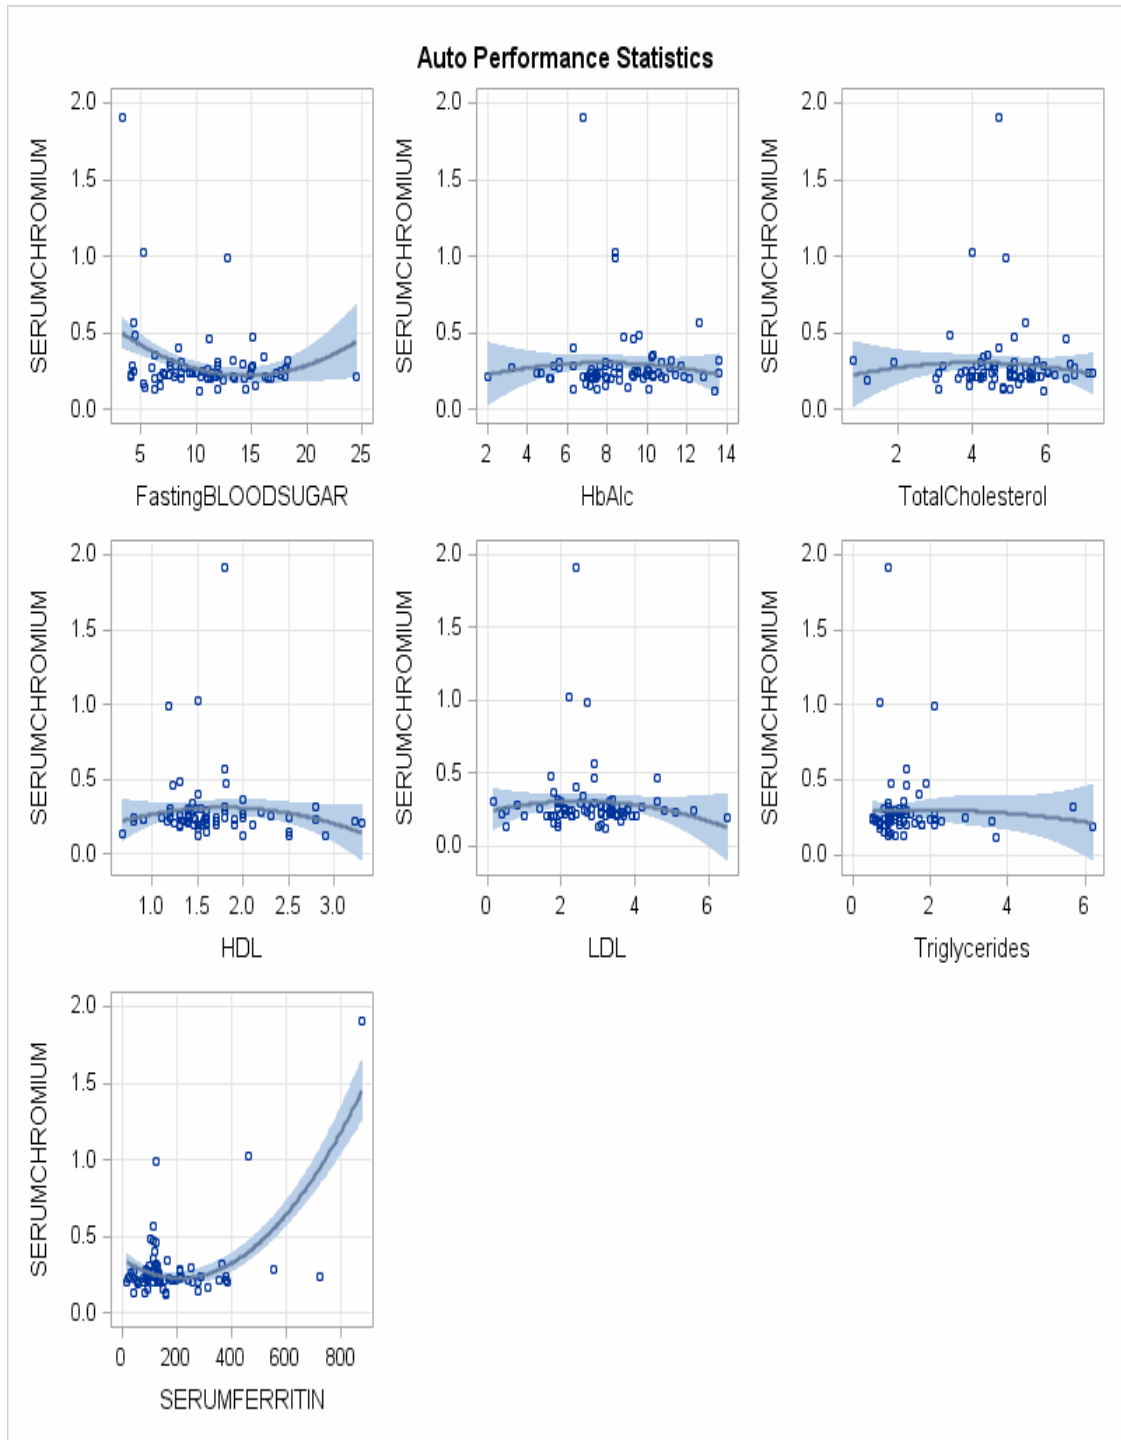 Auto Performance Statistics
SERUMCHROMIUM
2.0
1.5
1.0
0.5
0.0
5 10 15 20 25
FastingBLOODSUGAR
SERUMCHROMIUM
2.0
1.5
1.0
0.5
0.0
2 4 6 8 10 12 14
HbAlc
SERUMCHROMIUM
2.0
1.5
1.0
0.5
0.0
2 4 6
TotalCholesterol
SERUMCHROMIUM
2.0
1.5
1.0
0.5
0.0
1.0 1.5 2.0 2.5 3.0
HDL
SERUMCHROMIUM
2.0
1.5
1.0
0.5
0.0
0 2 4 6
LDL
SERUMCHROMIUM
2.0
1.5
1.0
0.5
0.0
0 2 4 6
Triglycerides
SERUMCHROMIUM
2.0
1.5
1.0
0.5
0.0
0 200 400 600 800
SERUMFERRITIN